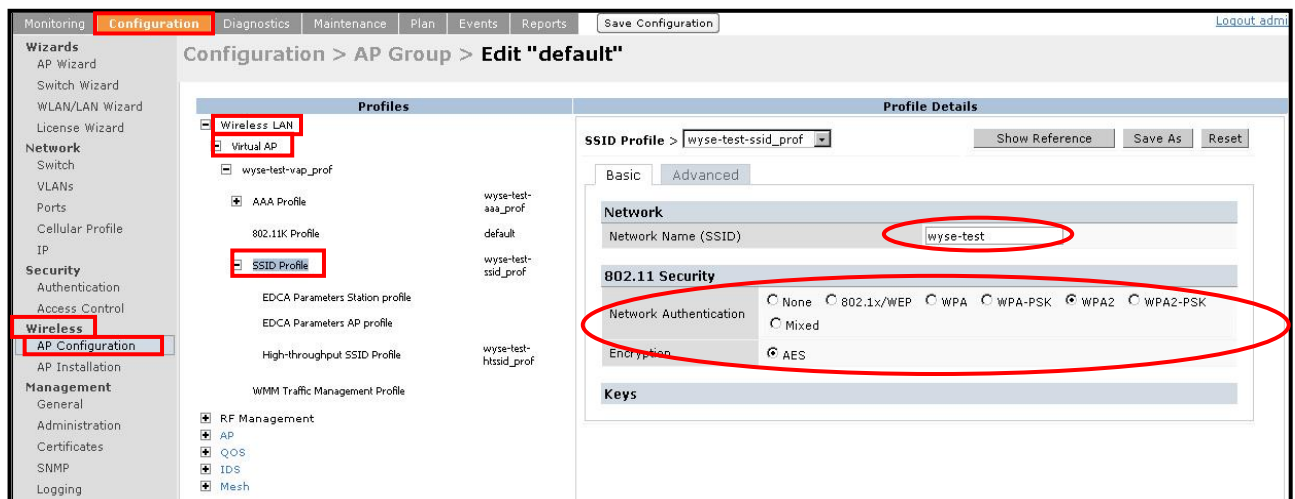 Monitoring Configuration Diagnostics Maintenance Plan Events Reports Save Configuration Logout admi
Configuration > AP Group > Edit "default"
Wizards
AP Wizard
Switch Wizard
WLAN/LAN Wizard
License Wizard
Network
Switch
VLANs
Ports
Cellular Profile
IP
Security
Authentication
Access Control
Wireless
AP Configuration
AP Installation
Management
General
Administration
Certificates
SNMP
Logging
Profiles
Wireless LAN
Virtual AP
wyse-test-vap_prof
AAA Profile wyse-test-
aaa_prof
802.11K Profile default
SSID Profile wyse-test-
ssid_prof
EDCA Parameters Station profile
EDCA Parameters AP profile
High-throughput SSID Profile wyse-test-
htssid_prof
WMM Traffic Management Profile
RF Management
AP
QOS
IDS
Mesh
Profile Details
SSID Profile > wyse-test-ssid_prof Show Reference Save As Reset
Basic Advanced
Network
Network Name (SSID) wyse-test
802.11 Security
Network Authentication None 802.1x/WEP WPA WPA-PSK WPA2 WPA2-PSK
Mixed
Encryption AES
Keys